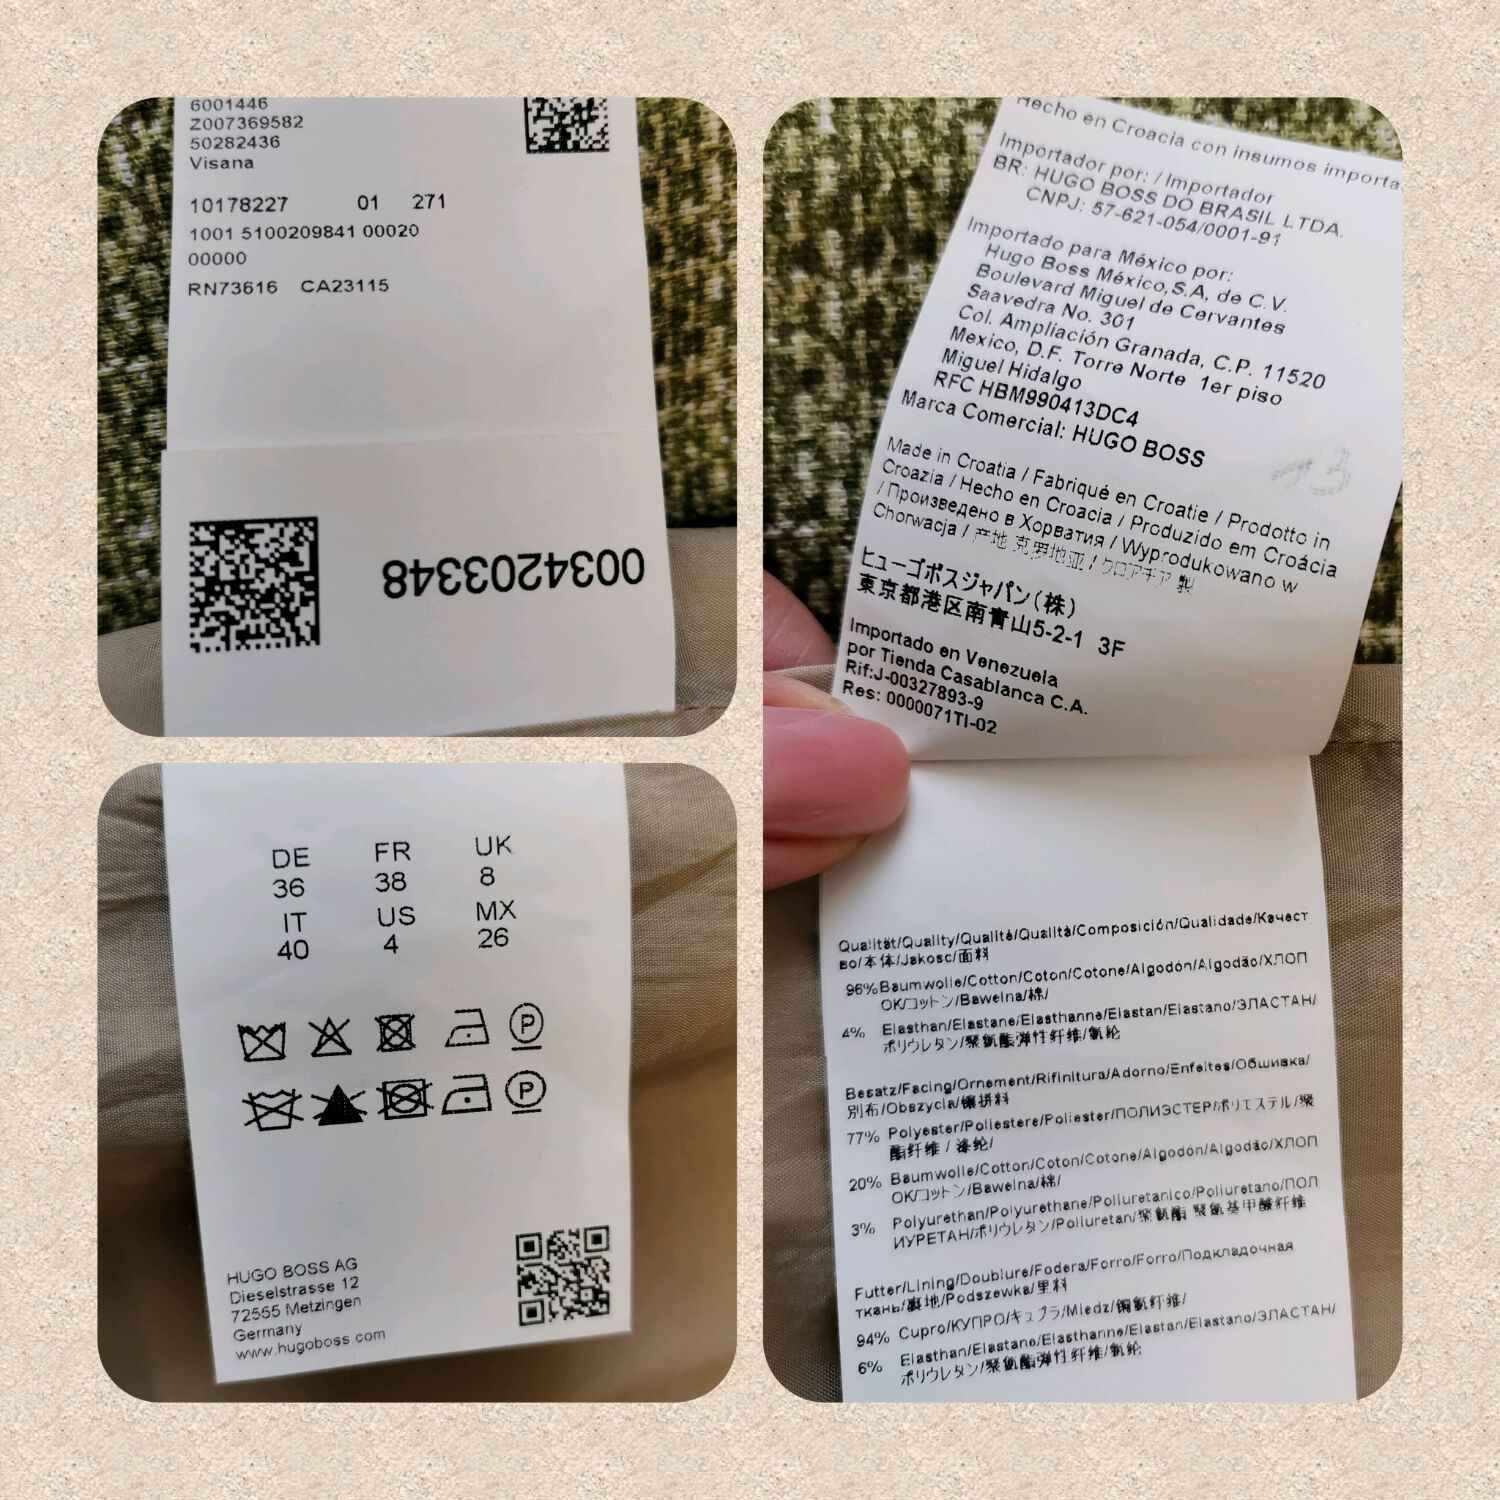 6001446
Z007369582
50282436
Visana
10178227 01 271
1001 5100209841 00020
00000
RN73616 CA23115
0034203348
DE FR UK
36 38 8
IT US MX
40 4 26
P
P
HUGO BOSS AG
Dieselstrasse 12
72555 Metzingen
Germany
www.hugoboss.com
Hecho en Croacia con insumos importa
Importador por: / Importador
BR: HUGO BOSS DO BRASIL LTDA.
CNPJ: 57-621-054/0001-91
Importado para México por:
Hugo Boss México,S.A, de C.V.
Boulevard Miguel de Cervantes
Saavedra No. 301
Col. Ampliación Granada, C.P. 11520
Mexico, D.F. Torre Norte 1er piso
Miguel Hidalgo
RFC HBM990413DC4
Marca Comercial: HUGO BOSS
13
Made in Croatia / Fabriqué en Croatie / Prodotto in
Croazia / Hecho en Croacia / Produzido em Croácia
/ Произведено в Хорватия / Wyprodukowano w
Chorwacja / 产地 克罗地亚 / クロアチア 製
ヒューゴボスジャパン(株)
東京都港区南青山5-2-1 3F
Importado en Venezuela
por Tienda Casablanca C.A.
Rif:J-00327893-9
Res: 0000071TI-02
Qualität/Quality/Qualité/Qualità/Composición/Qualidade/Качест
во/本体/Jakosc/面料
96% Baumwolle/Cotton/Coton/Cotone/Algodón/Algodão/ХЛОП
ОК/コットン/Bawelna/棉/
4% Elasthan/Elastane/Elasthanne/Elastan/Elastano/ЭЛАСТАН/
ポリウレタン/聚氨酯弹性纤维/氨纶
Besatz/Facing/Ornement/Rifinitura/Adorno/Enfeites/Обшивка/
別布/Obszycia/镶拼料
77% Polyester/Poliestere/Poliester/ПОЛИЭСТЕР/ポリエステル/聚
酯纤维 / 涤纶/
20% Baumwolle/Cotton/Coton/Cotone/Algodón/Algodão/ХЛОП
ОК/コットン/Bawelna/棉/
3% Polyurethan/Polyurethane/Poliuretanico/Poliuretano/ПОЛ
ИУРЕТАН/ポリウレタン/Poliuretan/聚氨酯 聚氨基甲酸纤维
Futter/Lining/Doublure/Fodera/Forro/Forro/Подкладочная
ткань/裏地/Podszewka/里料
94% Cupro/КУПРО/キュプラ/Miedz/铜氨纤维/
6% Elasthan/Elastane/Elasthanne/Elastan/Elastano/ЭЛАСТАН/
ポリウレタン/聚氨酯弹性纤维/氨纶